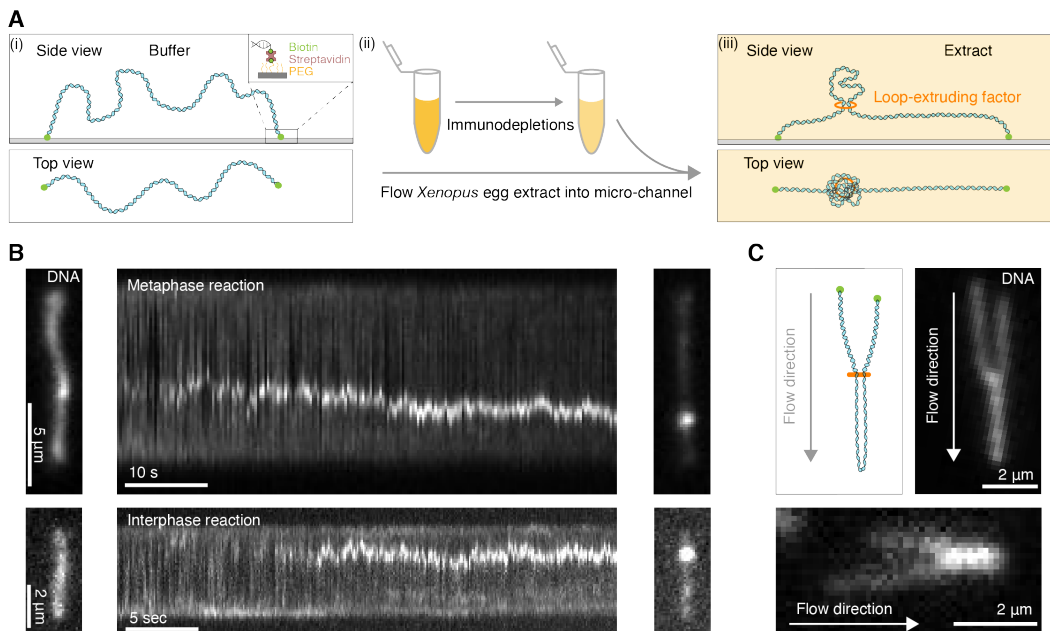 A
(i)
Side view
Buffer
Biotin
Streptavidin
PEG
Top view
(ii)
Immunodepletions
Flow Xenopus egg extract into micro-channel
(iii)
Side view
Extract
Loop-extruding factor
Top view
B
DNA
5 µm
Metaphase reaction
10 s
2 µm
Interphase reaction
5 sec
C
Flow direction
DNA
Flow direction
2 µm
Flow direction
2 µm